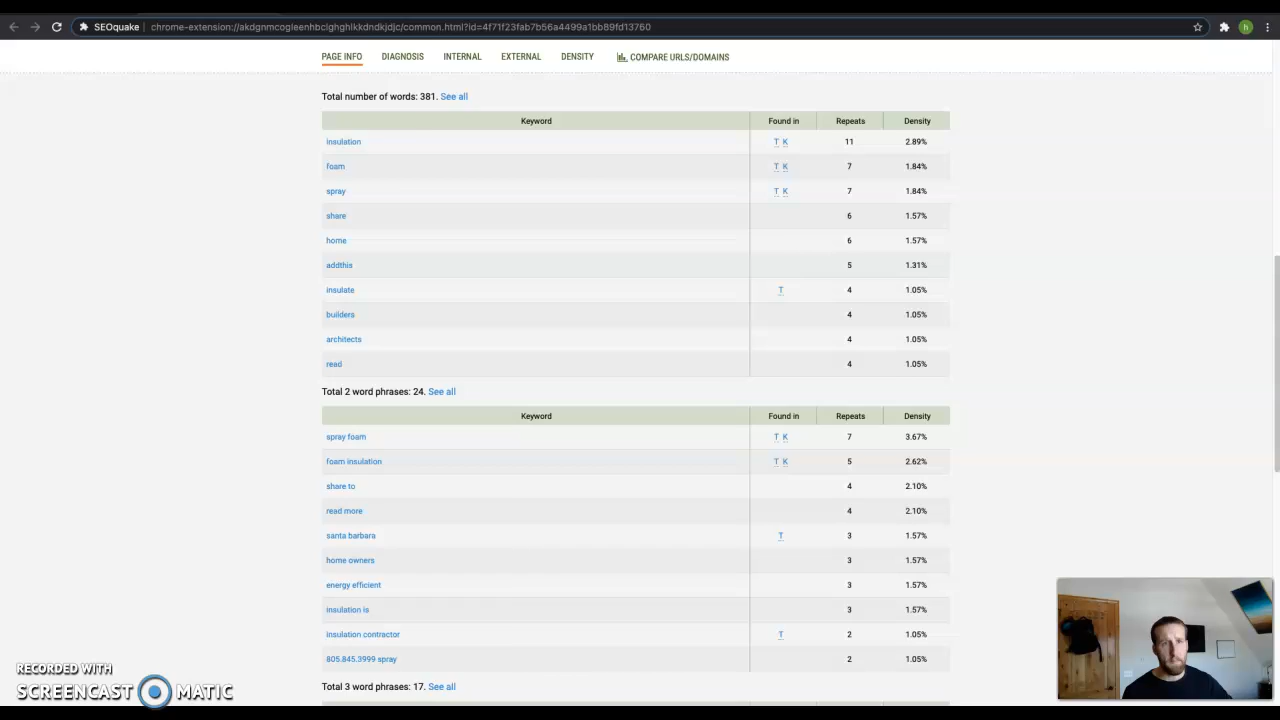 SEOquake chrome-extension://akdgnmcogleenhbclghghlkkdndkjdjc/common.html?id=4f71f23fab7b56a4499a1bb89fd13760 h
PAGE INFO DIAGNOSIS INTERNAL EXTERNAL DENSITY COMPARE URLS/DOMAINS
Total number of words: 381. See all
Keyword Found in Repeats Density
insulation T K 11 2.89%
foam T K 7 1.84%
spray T K 7 1.84%
share 6 1.57%
home 6 1.57%
addthis 5 1.31%
insulate T 4 1.05%
builders 4 1.05%
architects 4 1.05%
read 4 1.05%
Total 2 word phrases: 24. See all
Keyword Found in Repeats Density
spray foam T K 7 3.67%
foam insulation T K 5 2.62%
share to 4 2.10%
read more 4 2.10%
santa barbara T 3 1.57%
home owners 3 1.57%
energy efficient 3 1.57%
insulation is 3 1.57%
insulation contractor T 2 1.05%
805.845.3999 spray 2 1.05%
Total 3 word phrases: 17. See all
RECORDED WITH
SCREENCAST MATIC